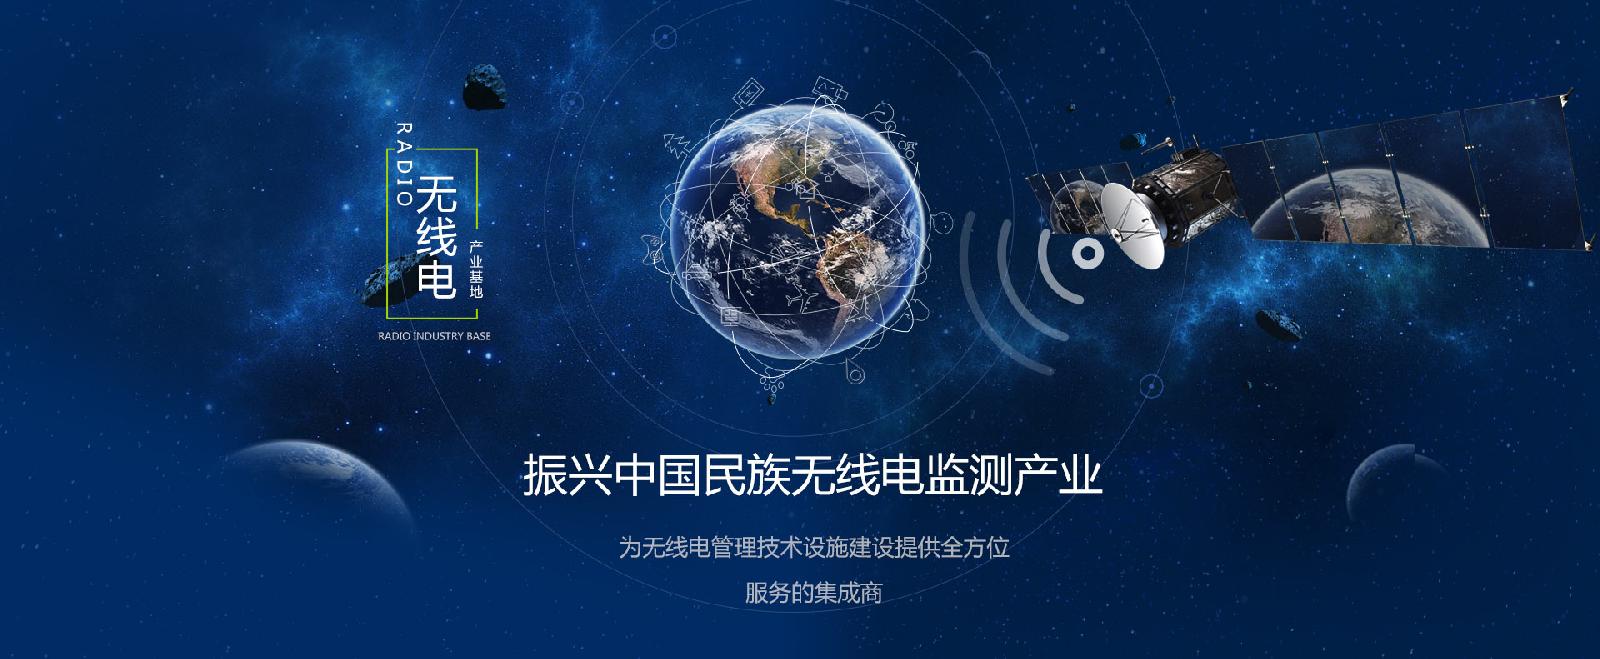 RADIO
无线电
产业基地
RADIO INDUSTRY BASE
振兴中国民族无线电监测产业
为无线电管理技术设施建设提供全方位
服务的集成商